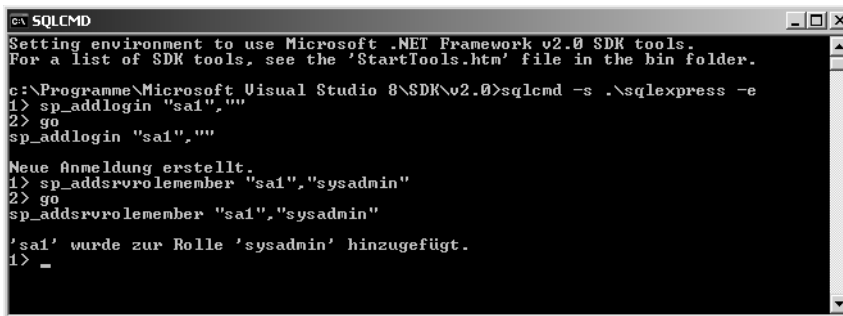 SQLCMD
Setting environment to use Microsoft .NET Framework v2.0 SDK tools.
For a list of SDK tools, see the 'StartTools.htm' file in the bin folder.
c:\Programme\Microsoft Visual Studio 8\SDK\v2.0>sqlcmd -s .\sqlexpress -e
1> sp_addlogin "sa1",""
2> go
sp_addlogin "sa1",""
Neue Anmeldung erstellt.
1> sp_addsrvrolemember "sa1","sysadmin"
2> go
sp_addsrvrolemember "sa1","sysadmin"
'sa1' wurde zur Rolle 'sysadmin' hinzugefügt.
1> _